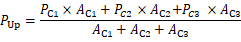 P_Up = (P_C1 × A_C1 + P_C2 × A_C2 + P_C3 × A_C3) / (A_C1 + A_C2 + A_C3)